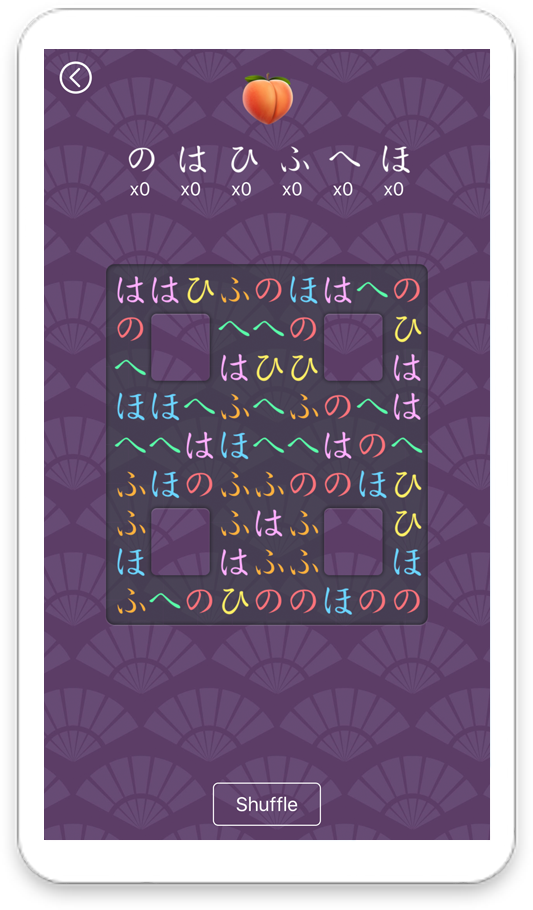 の は ひ ふ へ ほ
x0 x0 x0 x0 x0 x0
ははひふのほはへの
のへへのひ
へはひひは
ほほへふへふのへは
へへはほへへはのへ
ふほのふふののほひ
ふふはふひ
ほはふふほ
ふへのひののほのの
Shuffle